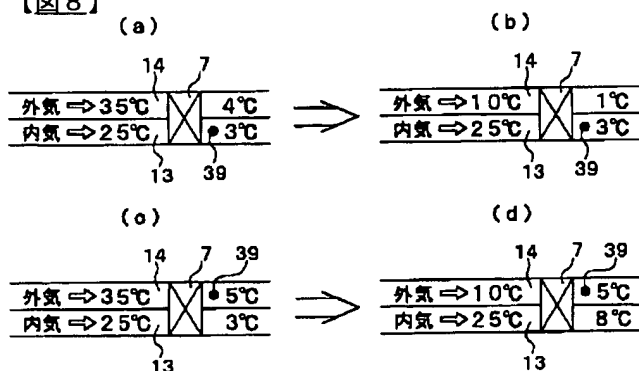 【図8】
(a)
14 7
外気 ⇒ 35℃ 4℃
内気 ⇒ 25℃ 3℃
13 39
(b)
14 7
外気 ⇒ 10℃ 1℃
内気 ⇒ 25℃ 3℃
13 39
(c)
14 7 39
外気 ⇒ 35℃ 5℃
内気 ⇒ 25℃ 3℃
13
(d)
14 7 39
外気 ⇒ 10℃ 5℃
内気 ⇒ 25℃ 8℃
13